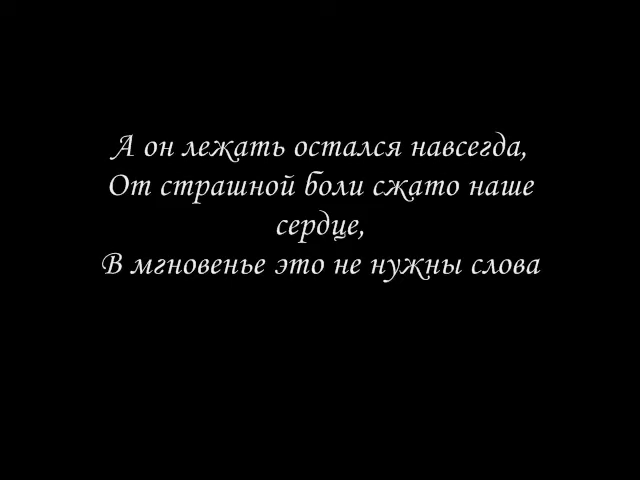 А он лежать остался навсегда,
От страшной боли сжато наше
сердце,
В мгновенье это не нужны слова